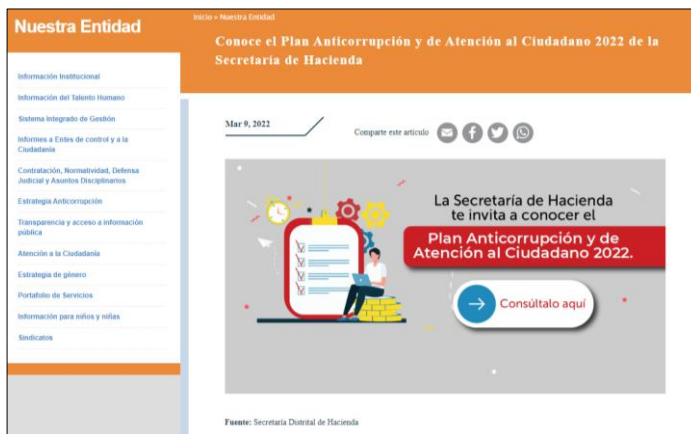 Nuestra Entidad
Inicio » Nuestra Entidad
Conoce el Plan Anticorrupción y de Atención al Ciudadano 2022 de la
Secretaría de Hacienda
Información Institucional
Información del Talento Humano
Sistema Integrado de Gestión
Informes a Entes de control y a la
Ciudadanía
Contratación, Normatividad, Defensa
Judicial y Asuntos Disciplinarios
Estrategia Anticorrupción
Transparencia y acceso a información
pública
Atención a la Ciudadanía
Estrategia de género
Portafolio de Servicios
Información para niños y niñas
Sindicatos
Mar 9, 2022
Comparte este artículo
La Secretaría de Hacienda
te invita a conocer el
Plan Anticorrupción y de
Atención al Ciudadano 2022.
Consúltalo aquí
Fuente: Secretaría Distrital de Hacienda